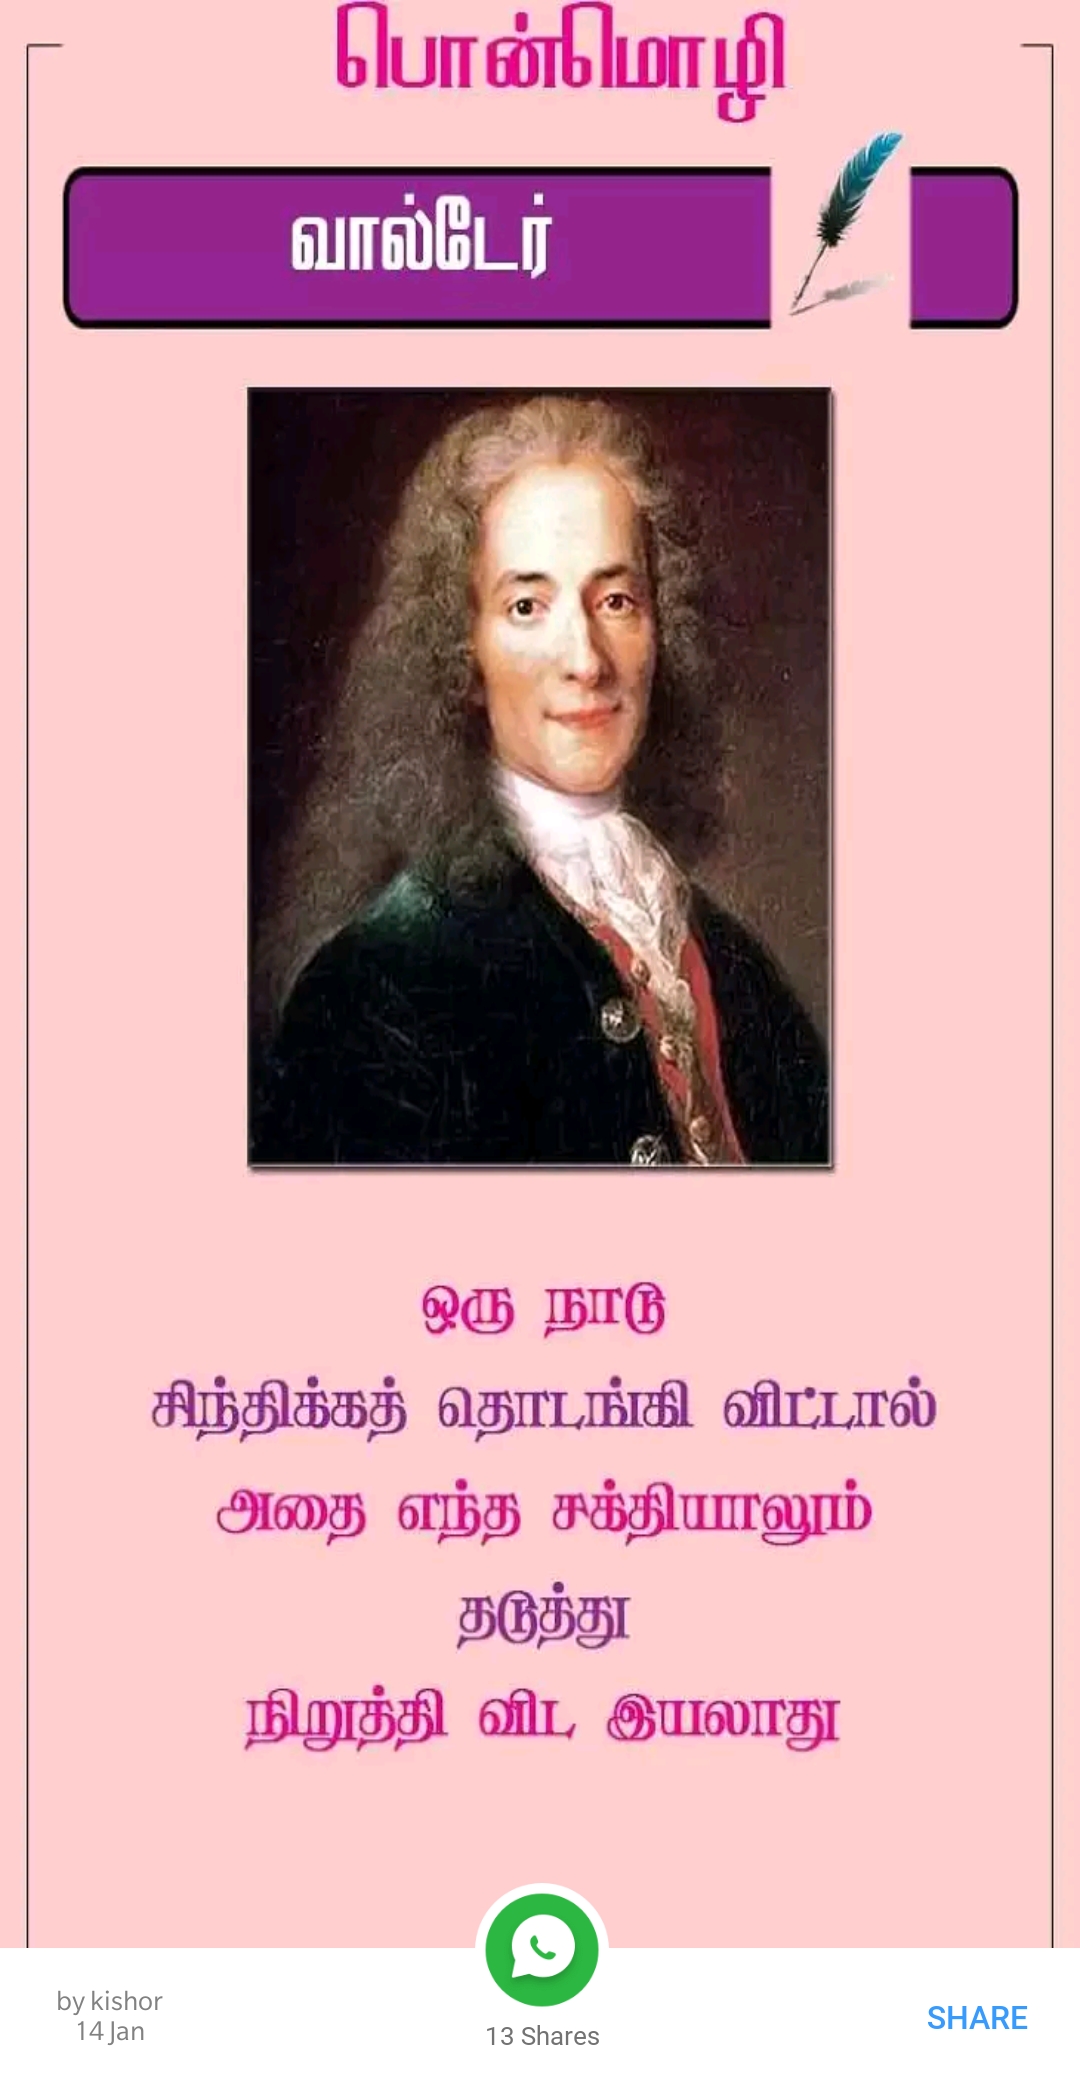 பொன்மொழி
வால்டேர்
ஒரு நாடு
சிந்திக்கத் தொடங்கி விட்டால்
அதை எந்த சக்தியாலும்
தடுத்து
நிறுத்தி விட இயலாது
by kishor
14 Jan
13 Shares
SHARE